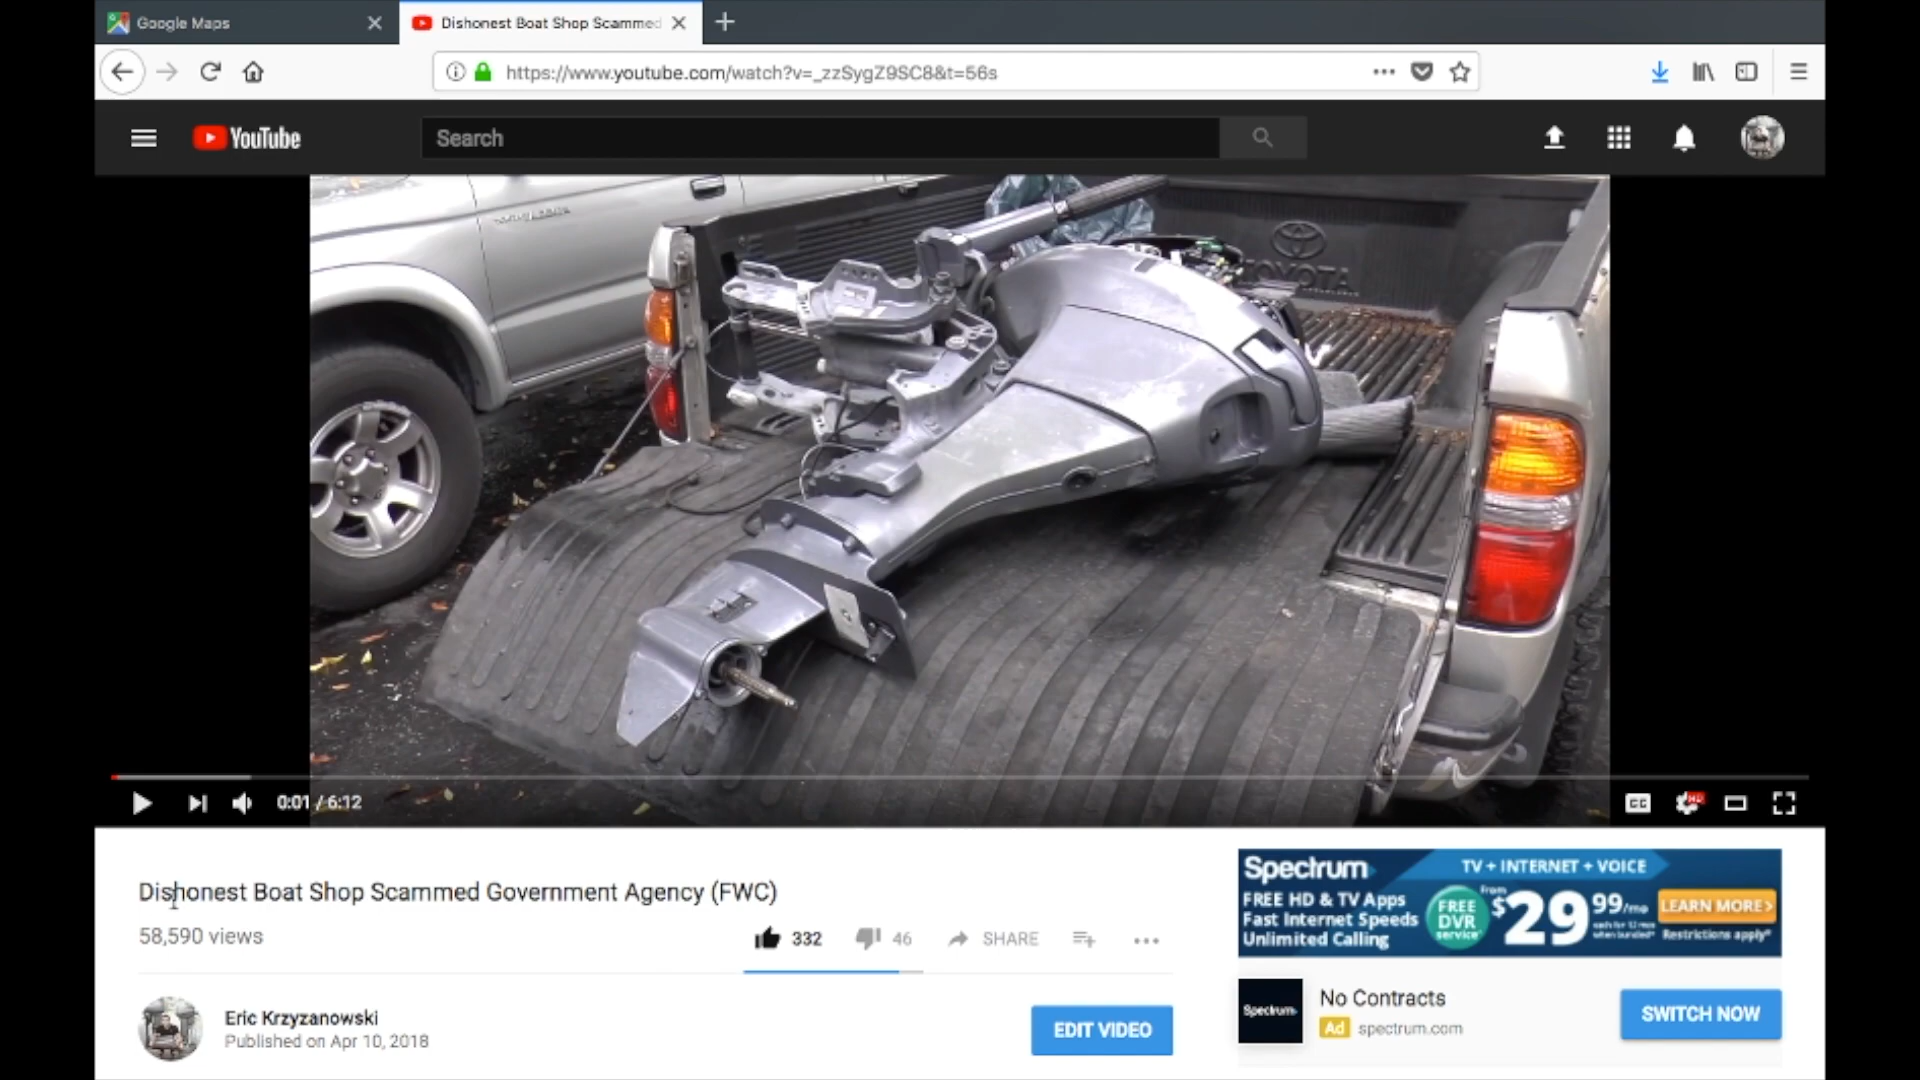 Google Maps
Dishonest Boat Shop Scammed
https://www.youtube.com/watch?v=_zzSygZ9SC8&t=56s
YouTube
Search
TOYOTA
0:01 / 6:12
CC
HD
Dishonest Boat Shop Scammed Government Agency (FWC)
58,590 views
332
46
SHARE
Eric Krzyzanowski
Published on Apr 10, 2018
EDIT VIDEO
Spectrum
TV + INTERNET + VOICE
FREE HD & TV Apps
Fast Internet Speeds
Unlimited Calling
FREE
DVR
service*
From
$29 99/mo
LEARN MORE >
Restrictions apply*
Spectrum
No Contracts
Ad spectrum.com
SWITCH NOW